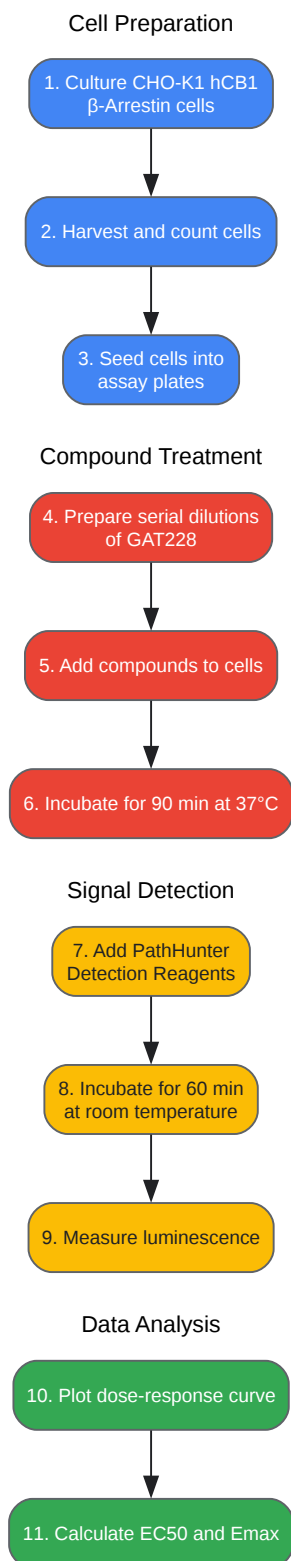 Cell Preparation
1. Culture CHO-K1 hCB1
β-Arrestin cells
2. Harvest and count cells
3. Seed cells into
assay plates
Compound Treatment
4. Prepare serial dilutions
of GAT228
5. Add compounds to cells
6. Incubate for 90 min at 37°C
Signal Detection
7. Add PathHunter
Detection Reagents
8. Incubate for 60 min
at room temperature
9. Measure luminescence
Data Analysis
10. Plot dose-response curve
11. Calculate EC50 and Emax